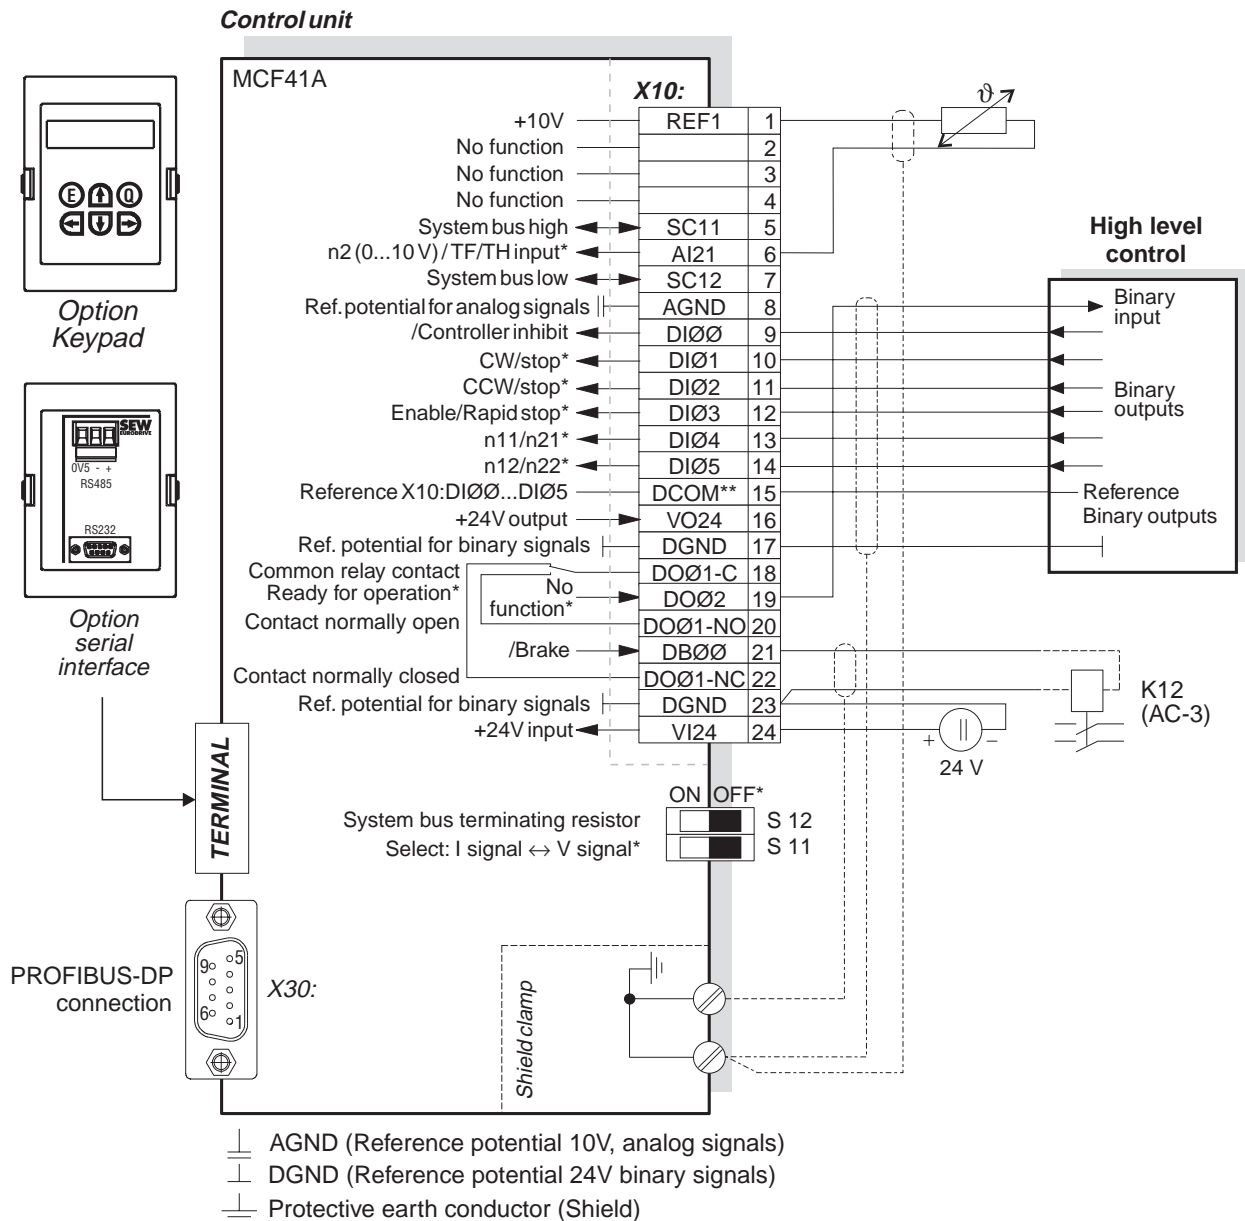 Control unit
MCF41A
X10:
+10V REF1 1
No function 2
No function 3
No function 4
System bus high SC11 5
n2 (0...10 V) / TF/TH input* AI21 6
System bus low SC12 7
Ref. potential for analog signals AGND 8
/Controller inhibit DIØØ 9
CW/stop* DIØ1 10
CCW/stop* DIØ2 11
Enable/Rapid stop* DIØ3 12
n11/n21* DIØ4 13
n12/n22* DIØ5 14
Reference X10:DIØØ...DIØ5 DCOM** 15
+24V output VO24 16
Ref. potential for binary signals DGND 17
Common relay contact DOØ1-C 18
Ready for operation* No function* DOØ2 19
Contact normally open DOØ1-NO 20
/Brake DBØØ 21
Contact normally closed DOØ1-NC 22
Ref. potential for binary signals DGND 23
+24V input VI24 24
ϑ
High level
control
Binary
input
Binary
outputs
Reference
Binary outputs
K12
(AC-3)
+ –
24 V
E Q
Option
Keypad
SEW
EURODRIVE
0V5 - +
RS485
RS232
Option
serial
interface
TERMINAL
ON OFF*
System bus terminating resistor S 12
Select: I signal ↔ V signal* S 11
PROFIBUS-DP
connection
9 5
6 1
X30:
Shield clamp
AGND (Reference potential 10V, analog signals)
DGND (Reference potential 24V binary signals)
Protective earth conductor (Shield)